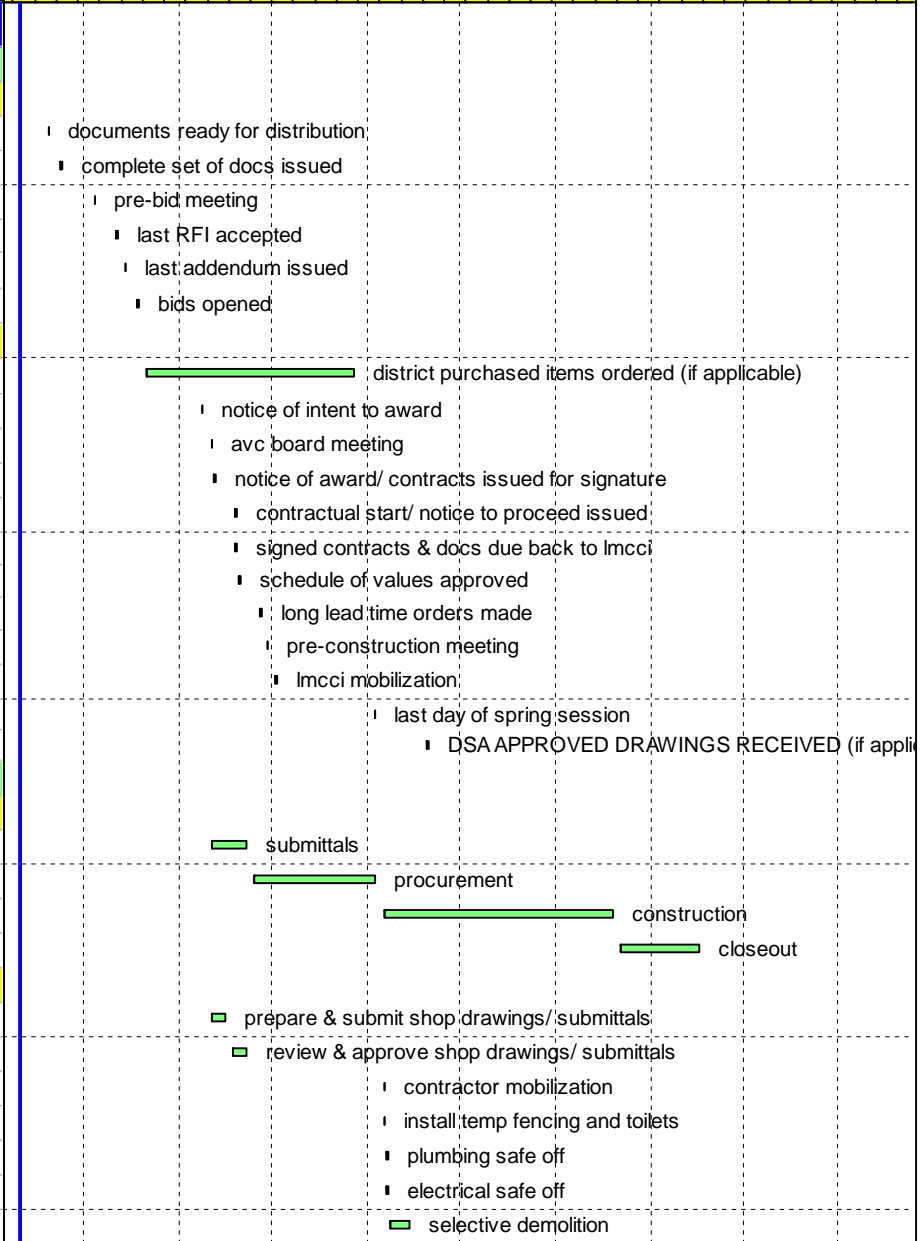 documents ready for distribution
complete set of docs issued
pre-bid meeting
last RFI accepted
last addendum issued
bids opened
district purchased items ordered (if applicable)
notice of intent to award
avc board meeting
notice of award/ contracts issued for signature
contractual start/ notice to proceed issued
signed contracts & docs due back to lmcci
schedule of values approved
long lead time orders made
pre-construction meeting
lmcci mobilization
last day of spring session
DSA APPROVED DRAWINGS RECEIVED (if appli
submittals
procurement
construction
closeout
prepare & submit shop drawings/ submittals
review & approve shop drawings/ submittals
contractor mobilization
install temp fencing and toilets
plumbing safe off
electrical safe off
selective demolition